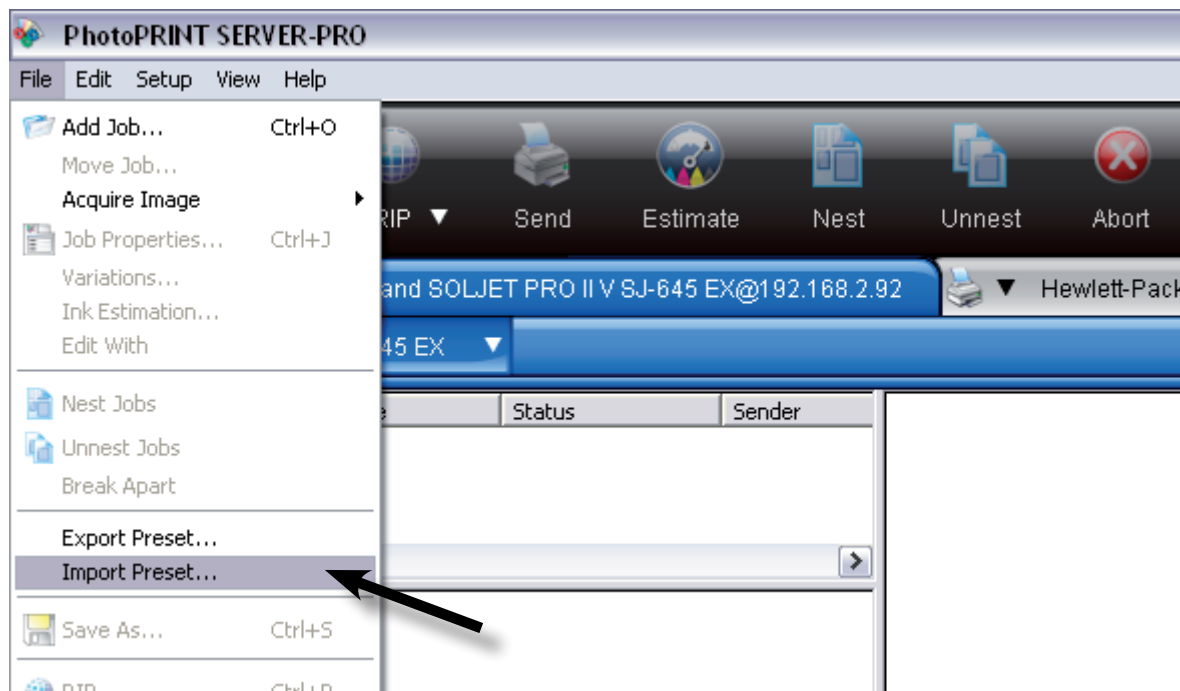 PhotoPRINT SERVER-PRO
File Edit Setup View Help
Add Job... Ctrl+O
Move Job...
Acquire Image
Job Properties... Ctrl+J
Variations...
Ink Estimation...
Edit With
Nest Jobs
Unnest Jobs
Break Apart
Export Preset...
Import Preset...
Save As... Ctrl+S
RIP
RIP Send Estimate Nest Unnest Abort
and SOLJET PRO II V SJ-645 EX@192.168.2.92 Hewlett-Pack
45 EX
Status Sender